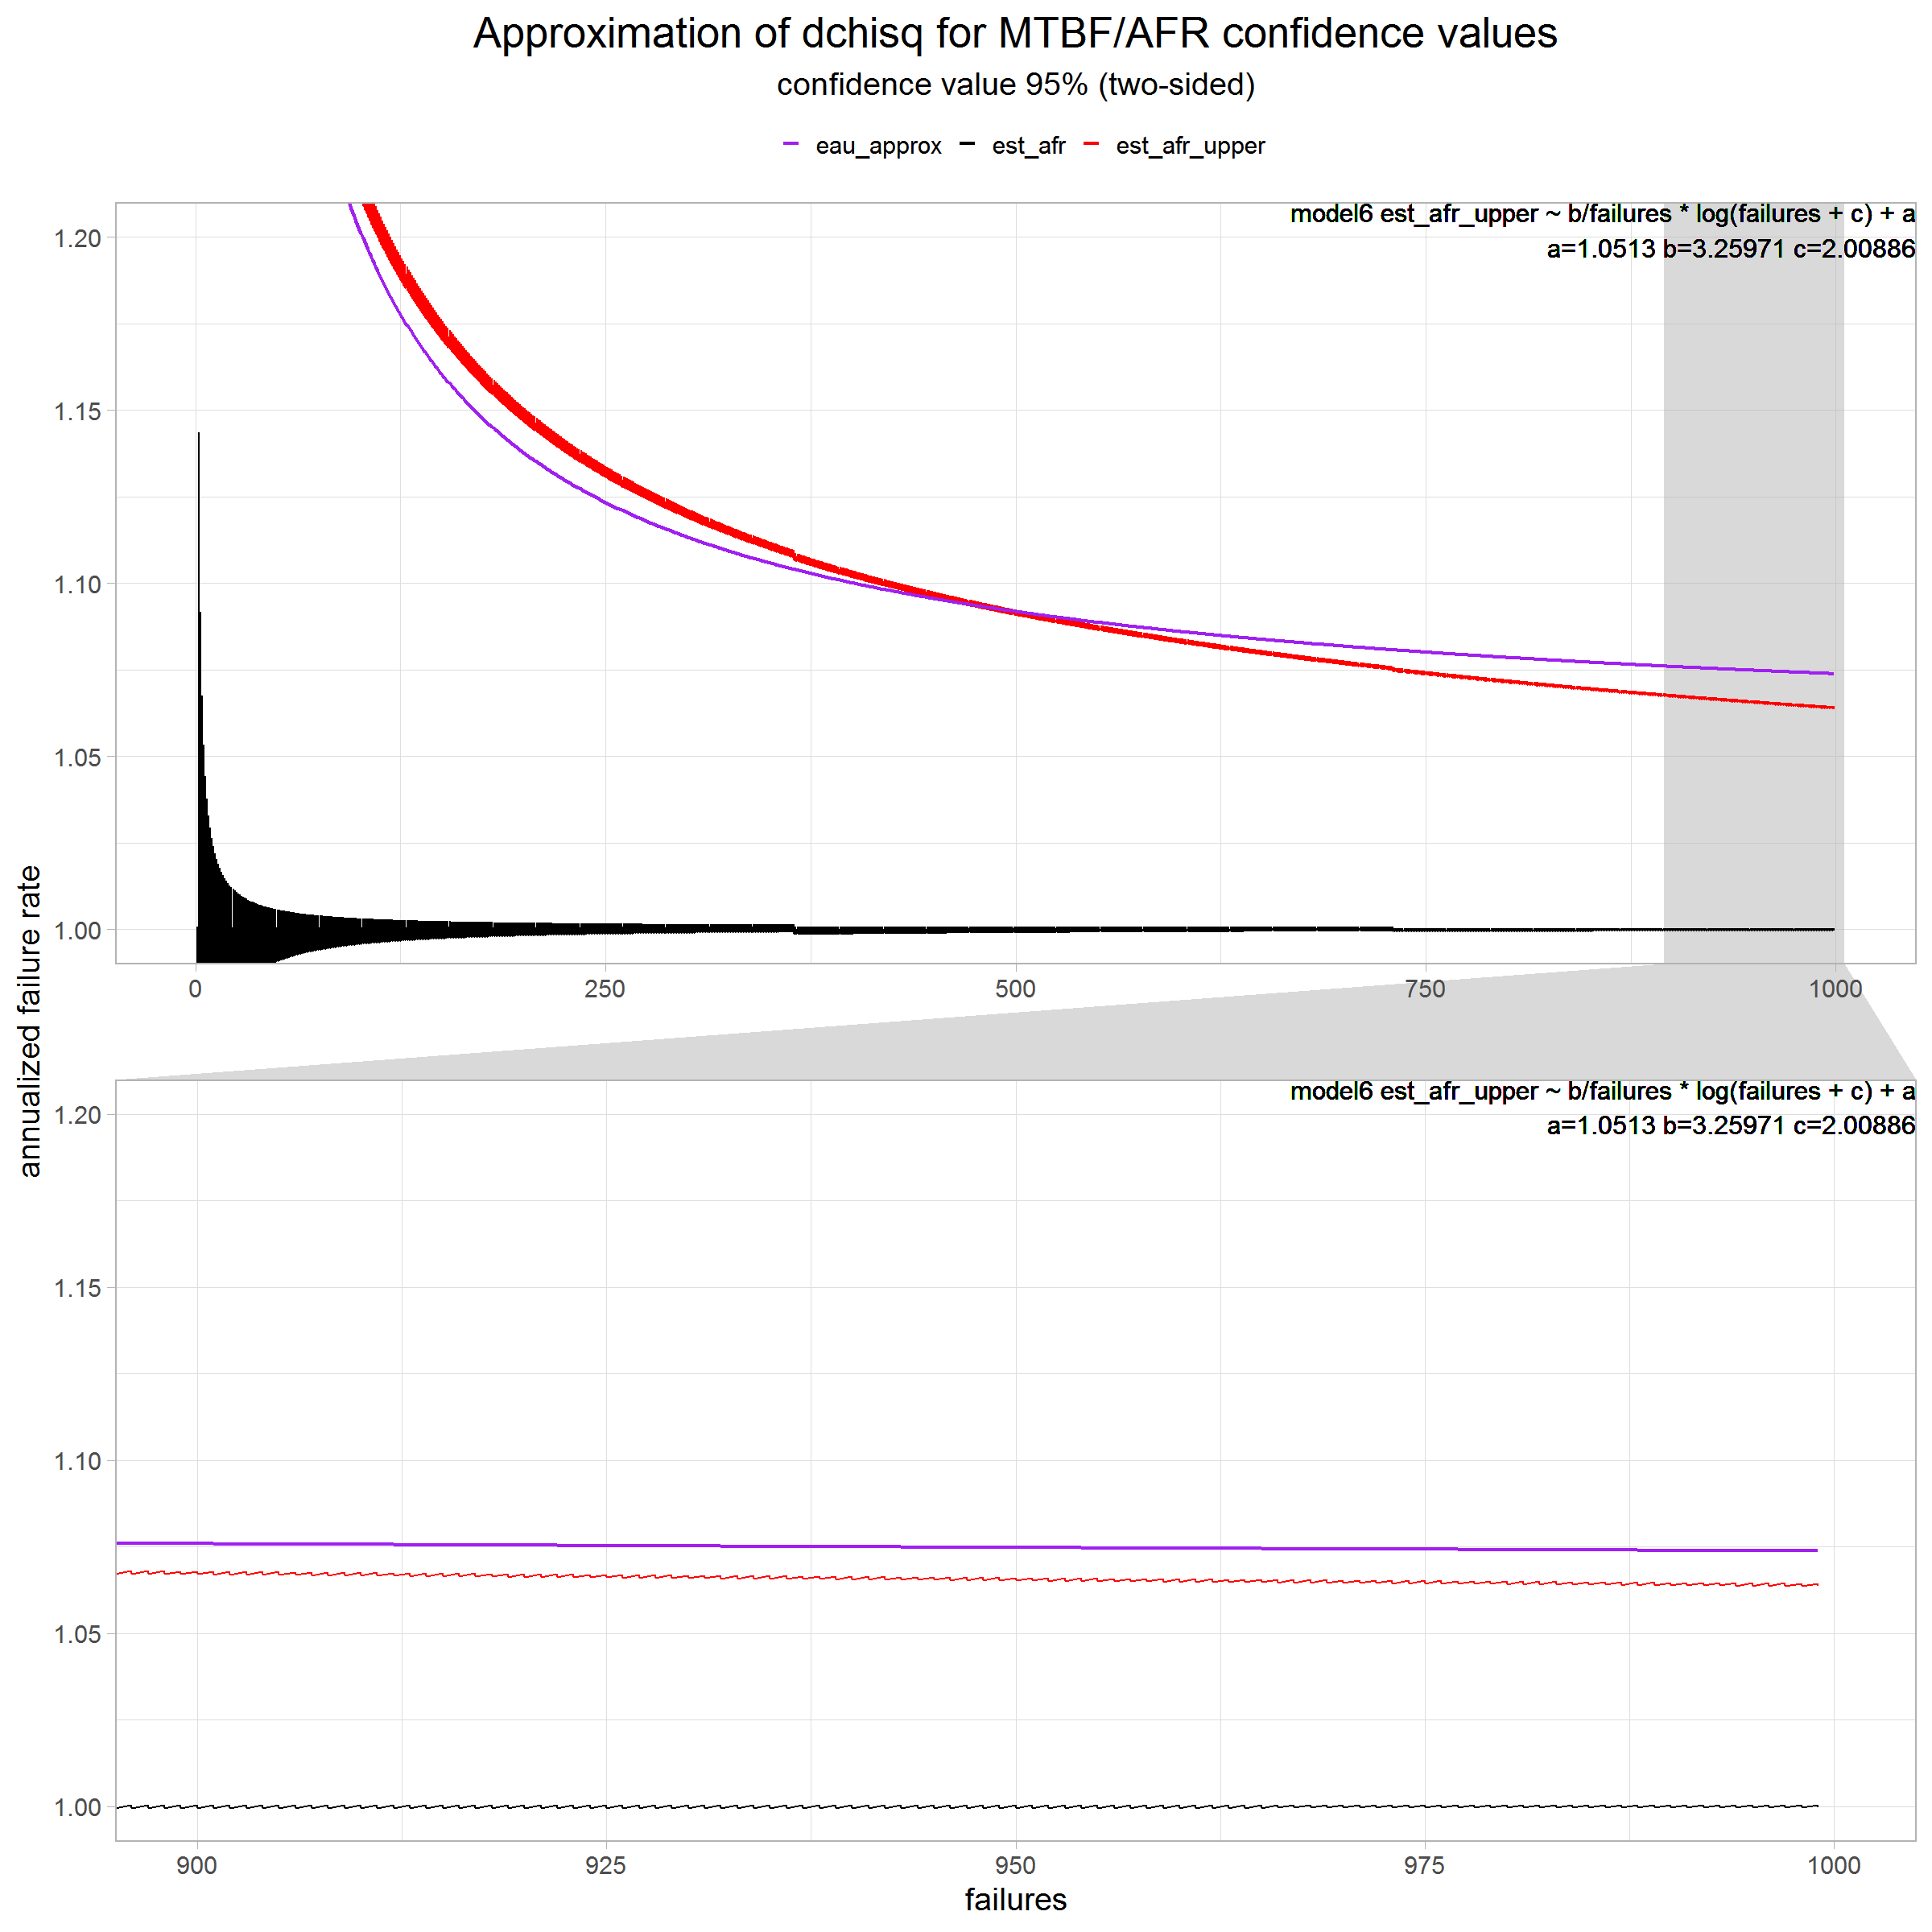 Approximation of dchisq for MTBF/AFR confidence values
confidence value 95% (two-sided)
eau_approx est_afr est_afr_upper
model6 est_afr_upper ~ b/failures * log(failures + c) + a
a=1.0513 b=3.25971 c=2.00886
1.20
1.15
1.10
1.05
1.00
0 250 500 750 1000
annualized failure rate
model6 est_afr_upper ~ b/failures * log(failures + c) + a
a=1.0513 b=3.25971 c=2.00886
1.20
1.15
1.10
1.05
1.00
900 925 950 975 1000
failures